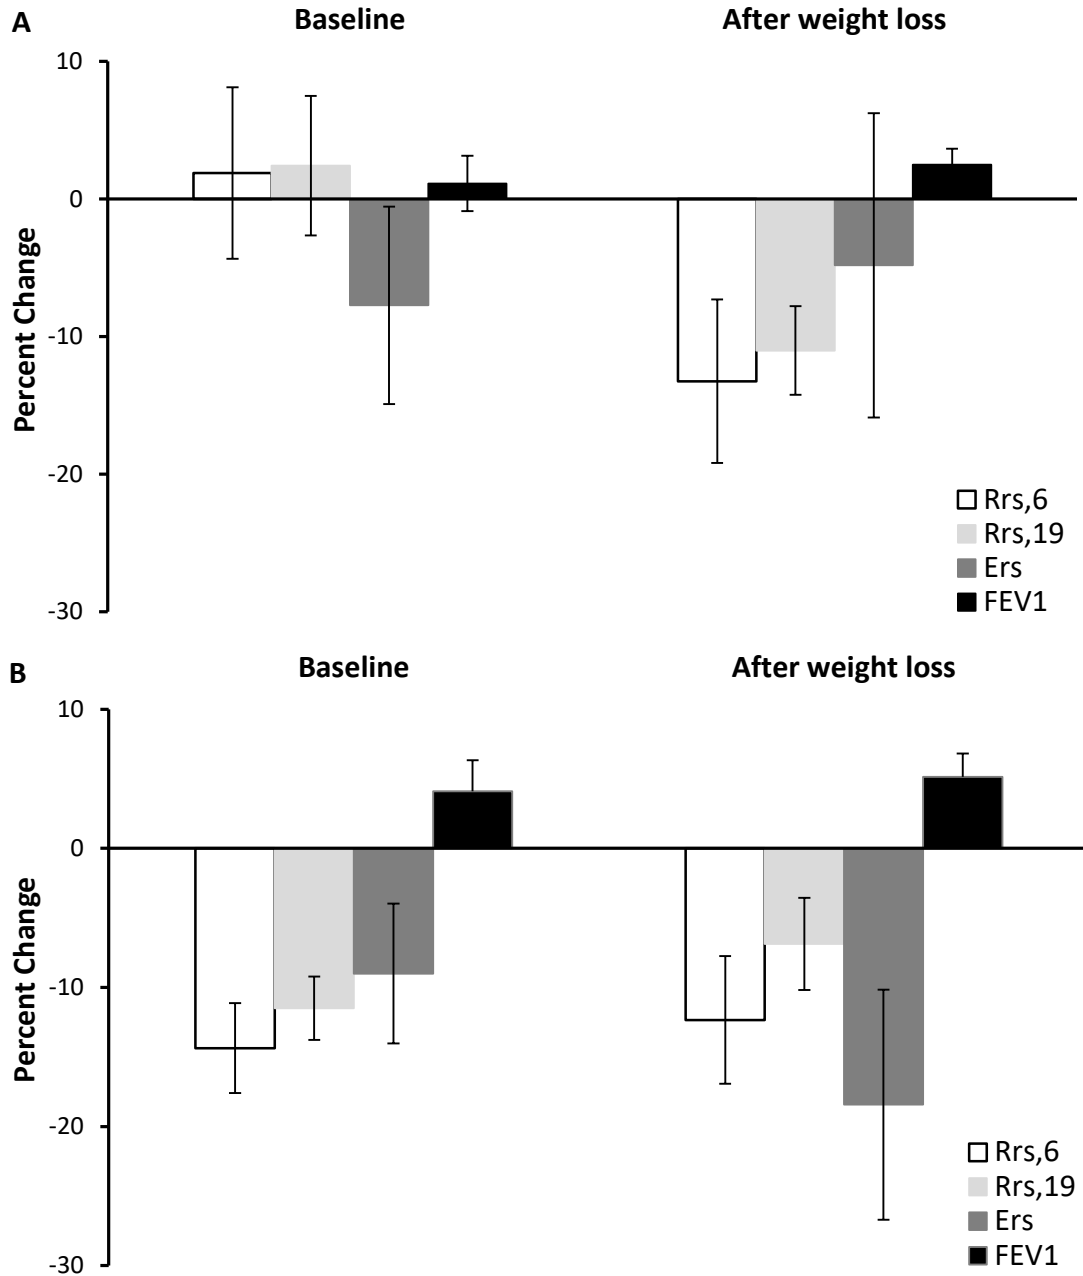 A
Baseline
After weight loss
Percent Change
10
0
-10
-20
-30
Rrs,6
Rrs,19
Ers
FEV1
B
Baseline
After weight loss
Percent Change
10
0
-10
-20
-30
Rrs,6
Rrs,19
Ers
FEV1